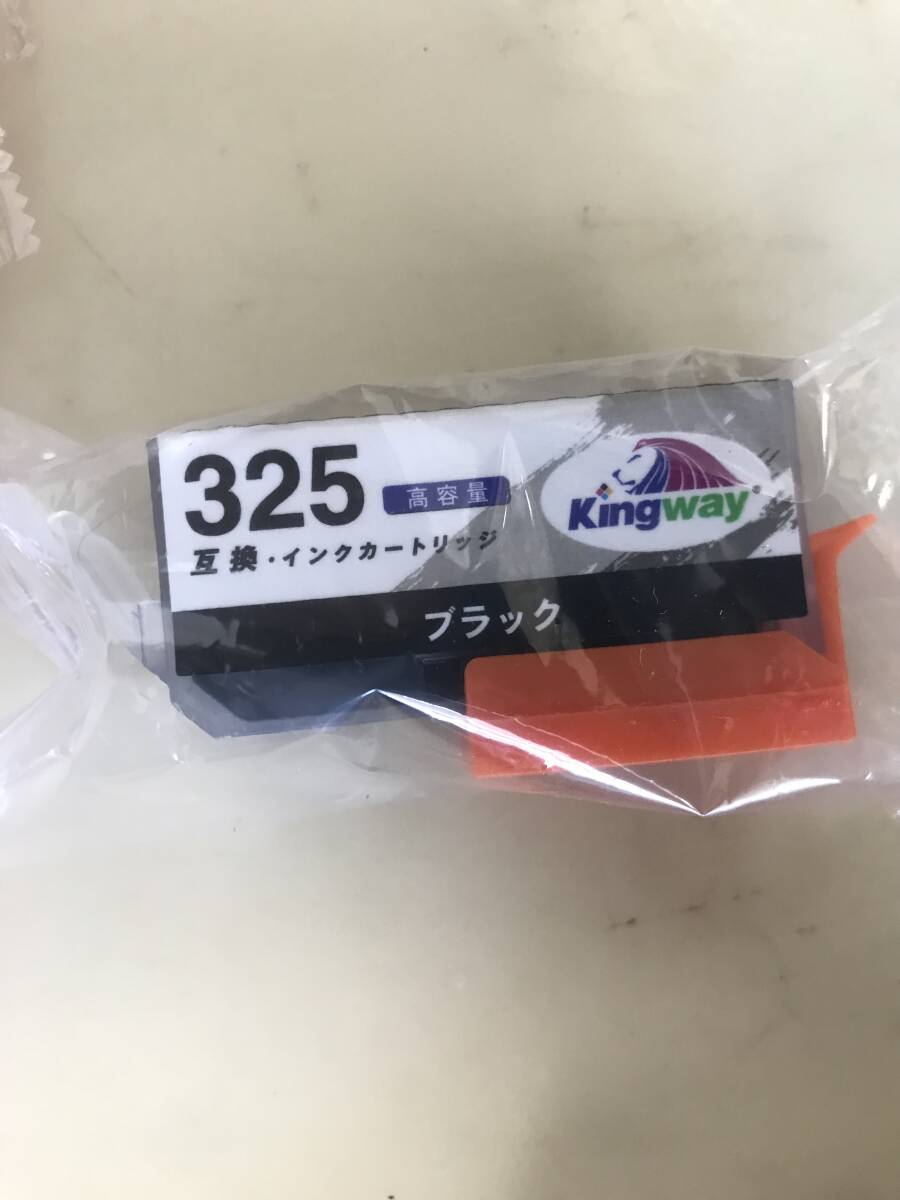 325 高容量
互換・インクカートリッジ
Kingway
ブラック